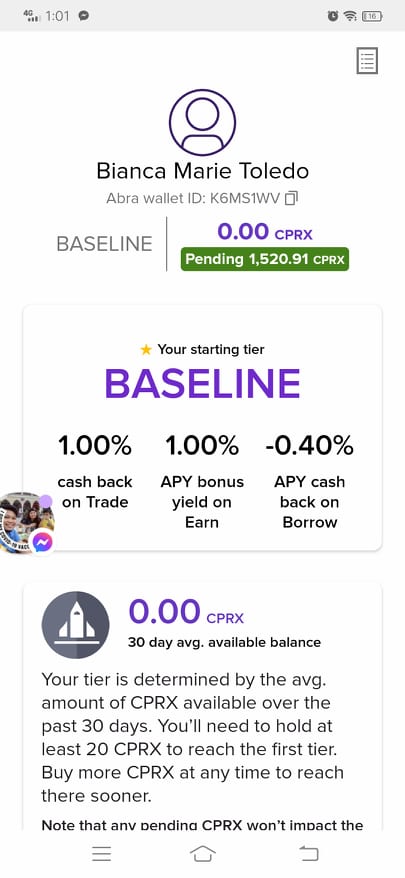 4G 1:01 16
Bianca Marie Toledo
Abra wallet ID: K6MS1WV
BASELINE
0.00 CPRX
Pending 1,520.91 CPRX
Your starting tier
BASELINE
1.00% 1.00% -0.40%
cash back APY bonus APY cash
on Trade yield on back on
Earn Borrow
0.00 CPRX
30 day avg. available balance
Your tier is determined by the avg.
amount of CPRX available over the
past 30 days. You’ll need to hold at
least 20 CPRX to reach the first tier.
Buy more CPRX at any time to reach
there sooner.
Note that any pending CPRX won’t impact the